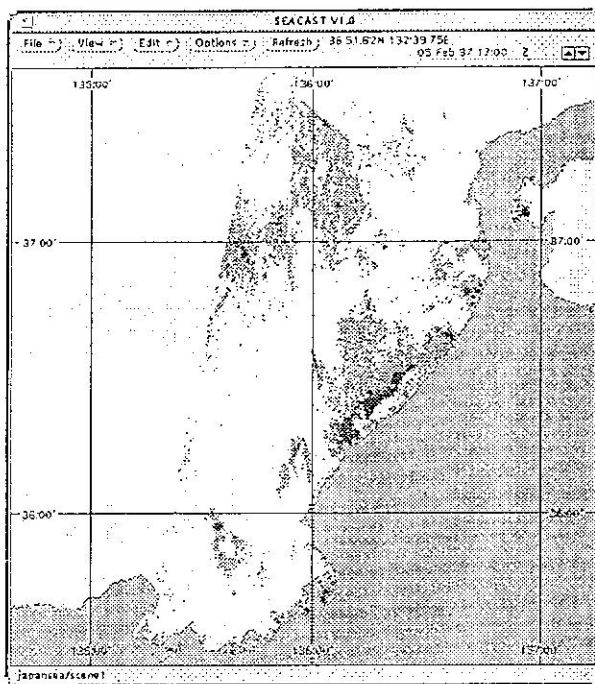 SEACAST V1.0
File View Edit Options Refresh 36 51.62N 132 39.75E
05 Feb 97 12:00 Z
135:00' 136:00' 137:00'
37:00' 37:00'
36:00' 36:00'
135:00' 136:00' 137:00'
japansea/scene1